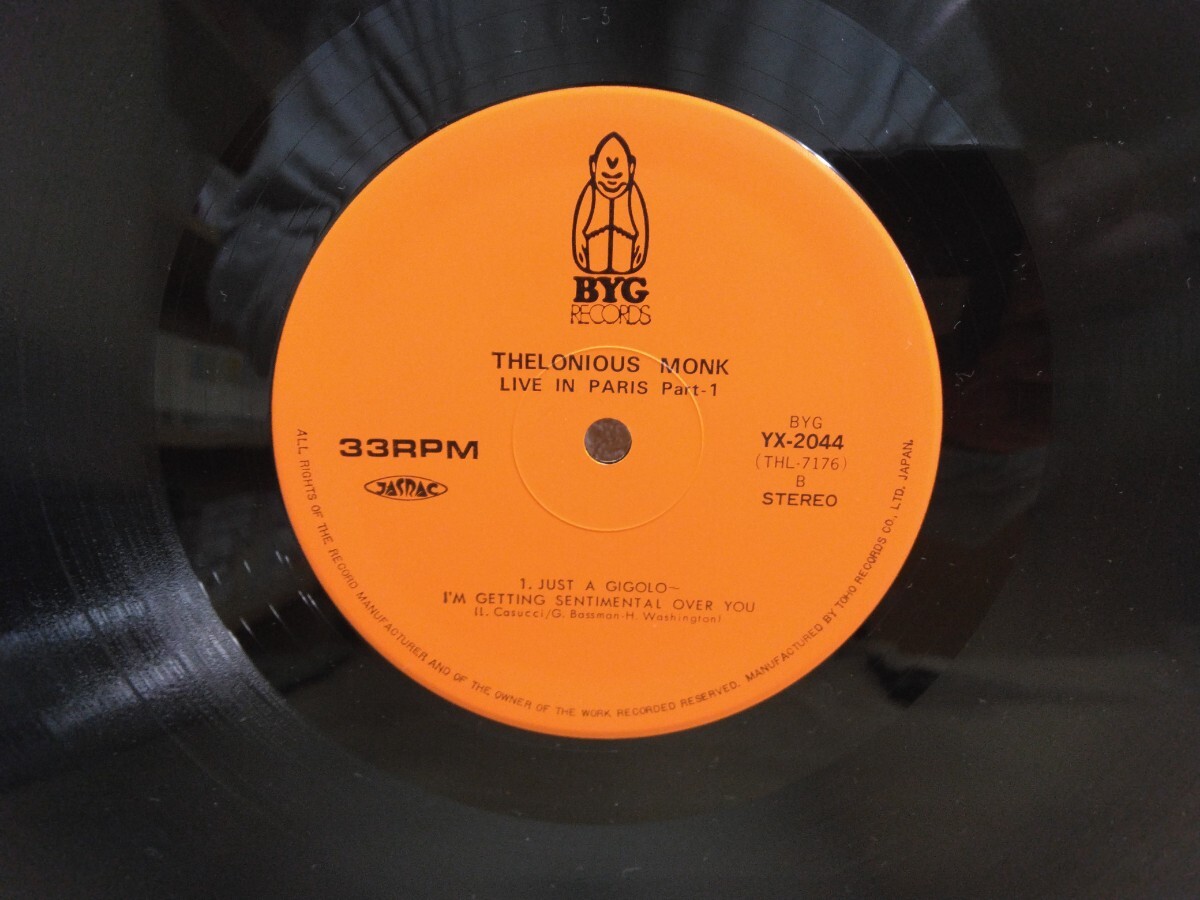 -3
BYG
RECORDS
THELONIOUS MONK
LIVE IN PARIS Part-1
33RPM
JASRAC
BYG
YX-2044
(THL-7176)
B
STEREO
1. JUST A GIGOLO~
I'M GETTING SENTIMENTAL OVER YOU
(L. Casucci/G. Bassman-H. Washington)
ALL RIGHTS OF THE RECORD MANUFACTURER AND OF THE OWNER OF THE WORK RECORDED RESERVED. MANUFACTURED BY TOHO RECORDS CO., LTD. JAPAN.